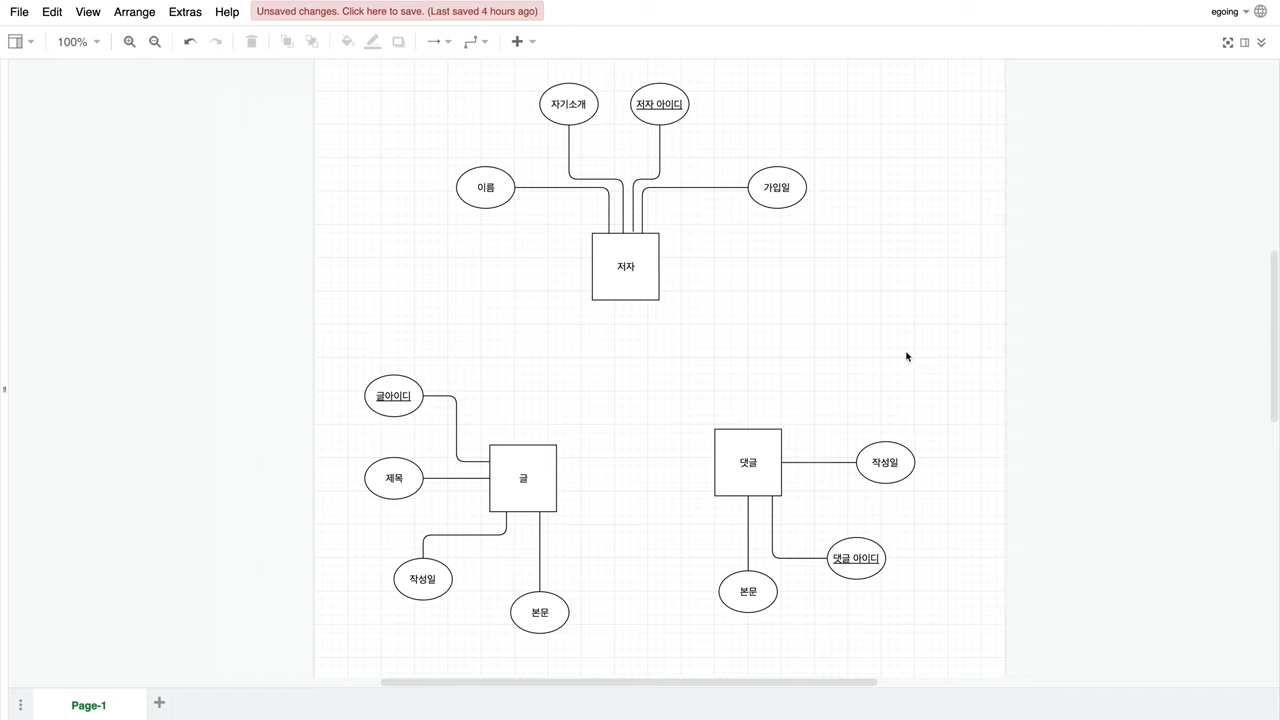 File Edit View Arrange Extras Help Unsaved changes. Click here to save. (Last saved 4 hours ago) egoing
100%
자기소개 저자 아이디
이름 가입일
저자
글아이디
댓글 작성일
제목 글
댓글 아이디
작성일 본문
본문
Page-1